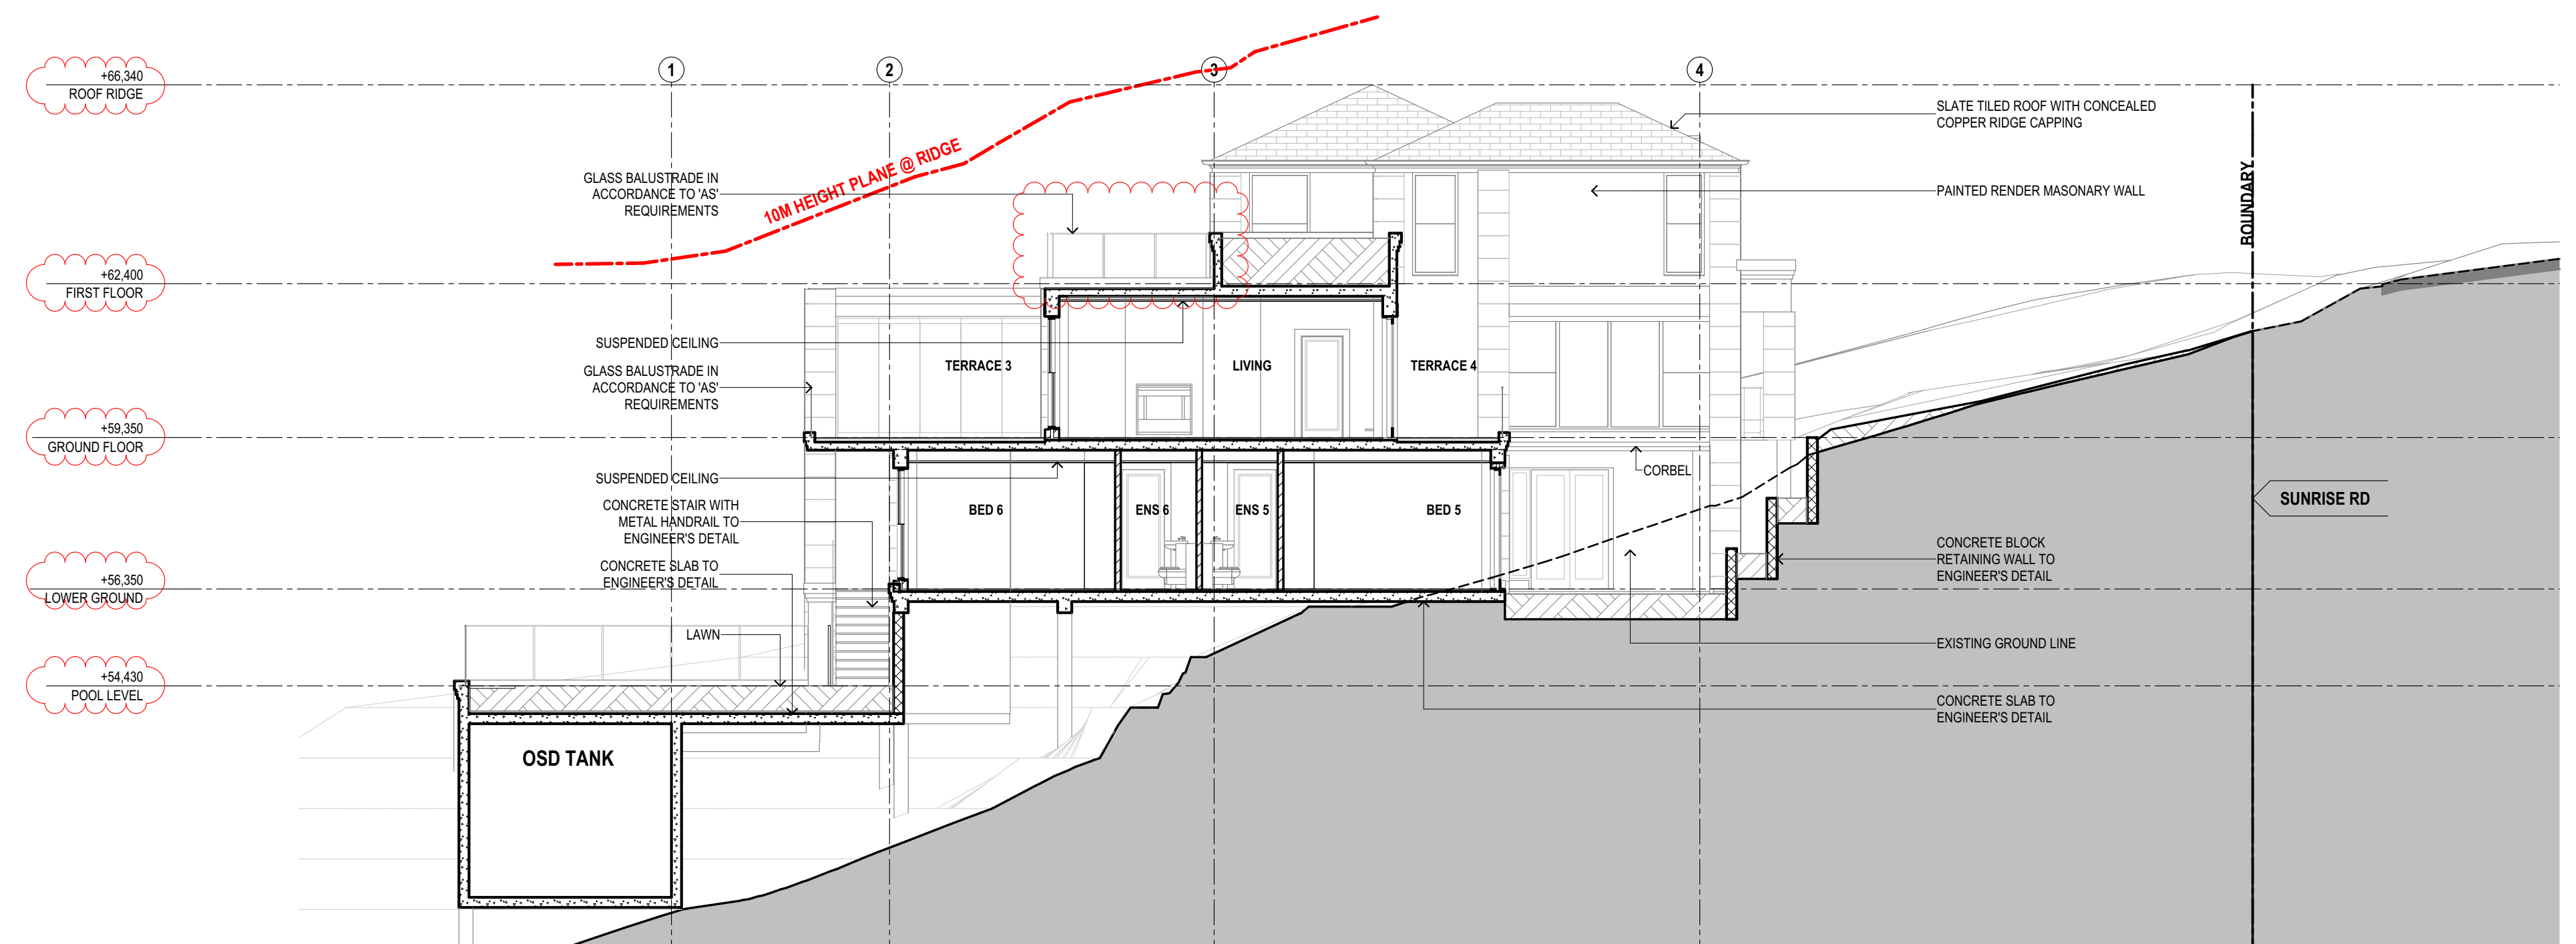 1
2
3
4
+66,340
ROOF RIDGE
+62,400
FIRST FLOOR
+59,350
GROUND FLOOR
+56,350
LOWER GROUND
+54,430
POOL LEVEL
10M HEIGHT PLANE @ RIDGE
GLASS BALUSTRADE IN
ACCORDANCE TO 'AS'
REQUIREMENTS
SUSPENDED CEILING
GLASS BALUSTRADE IN
ACCORDANCE TO 'AS'
REQUIREMENTS
SUSPENDED CEILING
CONCRETE STAIR WITH
METAL HANDRAIL TO
ENGINEER'S DETAIL
CONCRETE SLAB TO
ENGINEER'S DETAIL
LAWN
OSD TANK
TERRACE 3
LIVING
TERRACE 4
BED 6
ENS 6
ENS 5
BED 5
CORBEL
SLATE TILED ROOF WITH CONCEALED
COPPER RIDGE CAPPING
PAINTED RENDER MASONARY WALL
CONCRETE BLOCK
RETAINING WALL TO
ENGINEER'S DETAIL
EXISTING GROUND LINE
CONCRETE SLAB TO
ENGINEER'S DETAIL
BOUNDARY
SUNRISE RD